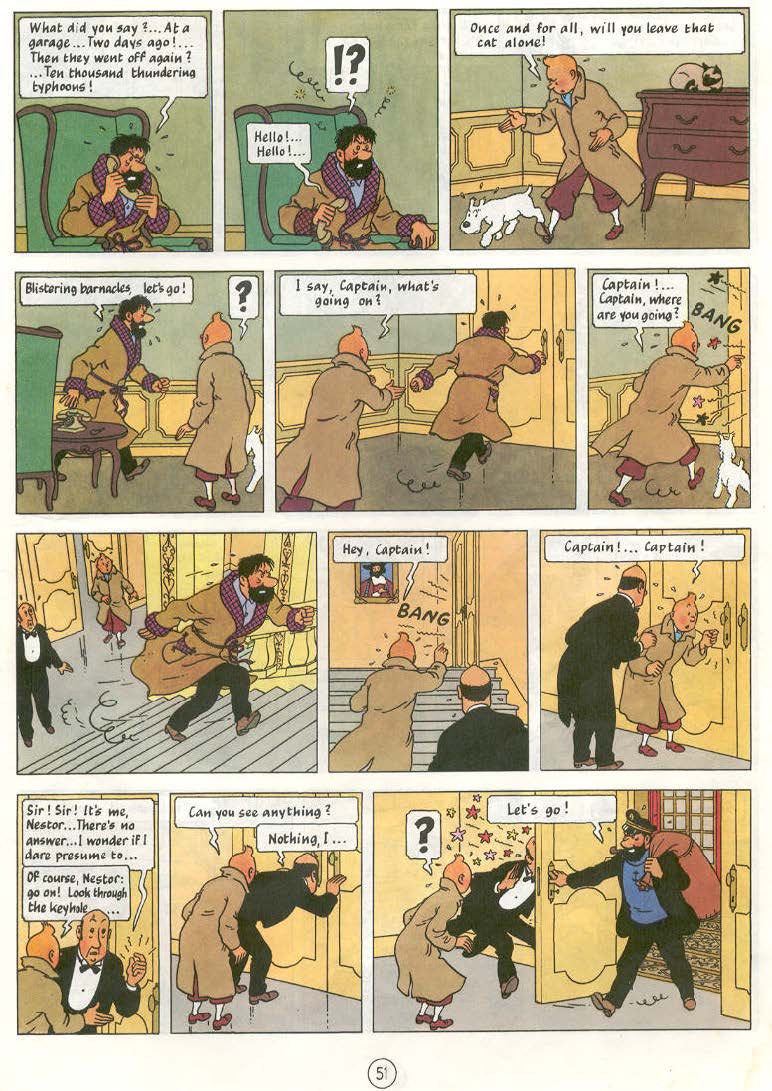 What did you say?... At a
garage... Two days ago!...
Then they went off again?
...Ten thousand thundering
typhoons!
!?
Hello!...
Hello!...
Once and for all, will you leave that
cat alone!
Blistering barnacles, let's go!
?
I say, Captain, what's
going on?
Captain!...
Captain, where
are you going?
BANG
Hey, Captain!
BANG
Captain!... Captain!
Sir! Sir! It's me,
Nestor... There's no
answer... I wonder if I
dare presume to...
Of course, Nestor:
go on! Look through
the keyhole...
Can you see anything?
Nothing, I...
?
Let's go!
51